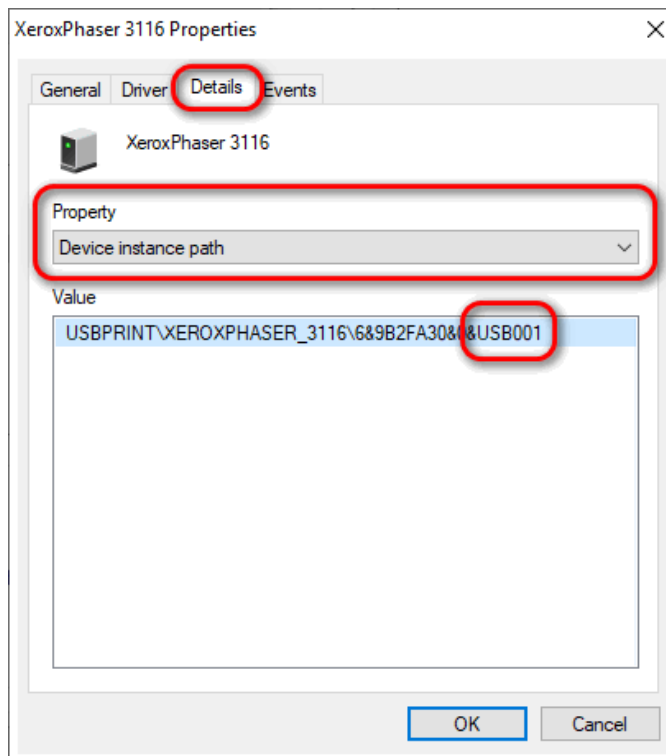 XeroxPhaser 3116 Properties
General Driver Details Events
XeroxPhaser 3116
Property
Device instance path
Value
USBPRINT\XEROXPHASER_3116\6&9B2FA30&0&USB001
OK Cancel